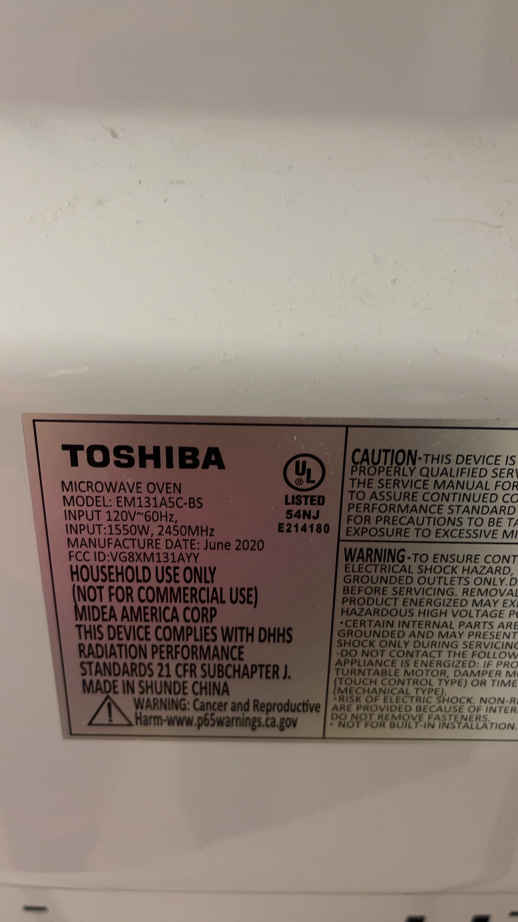 TOSHIBA
MICROWAVE OVEN
MODEL: EM131A5C-BS
INPUT 120V~60Hz,
INPUT:1550W, 2450MHz
MANUFACTURE DATE: June 2020
FCC ID:VG8XM131AYY
HOUSEHOLD USE ONLY
(NOT FOR COMMERCIAL USE)
MIDEA AMERICA CORP
THIS DEVICE COMPLIES WITH DHHS
RADIATION PERFORMANCE
STANDARDS 21 CFR SUBCHAPTER J.
MADE IN SHUNDE CHINA
WARNING: Cancer and Reproductive
Harm-www.p65warnings.ca.gov
UL
®
LISTED
54NJ
E214180
CAUTION-THIS DEVICE IS
PROPERLY QUALIFIED
THE SERVICE MANUAL FOR
TO ASSURE CONTINUED
PERFORMANCE STANDARD
FOR PRECAUTIONS TO BE
EXPOSURE TO EXCESSIVE
WARNING-TO ENSURE
ELECTRICAL SHOCK HAZARD,
GROUNDED OUTLETS ONLY.
BEFORE SERVICING. REMOVAL
PRODUCT ENERGIZED MAY
HAZARDOUS HIGH VOLTAGE
·CERTAIN INTERNAL PARTS ARE
GROUNDED AND MAY PRESENT
SHOCK ONLY DURING SERVICING
·DO NOT CONTACT THE
APPLIANCE IS ENERGIZED: IF
TURNTABLE MOTOR, DAMPER
(TOUCH CONTROL TYPE) OR
(MECHANICAL TYPE).
·RISK OF ELECTRIC SHOCK.
ARE PROVIDED BECAUSE OF
DO NOT REMOVE FASTENERS.
· NOT FOR BUILT-IN INSTALLATION.